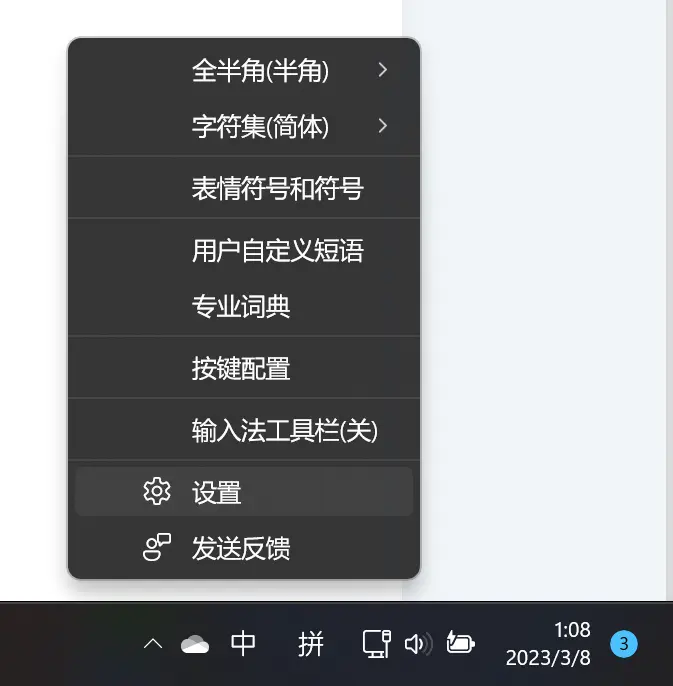 全半角(半角)
字符集(简体)
表情符号和符号
用户自定义短语
专业词典
按键配置
输入法工具栏(关)
设置
发送反馈
中 拼 1:08
2023/3/8 3